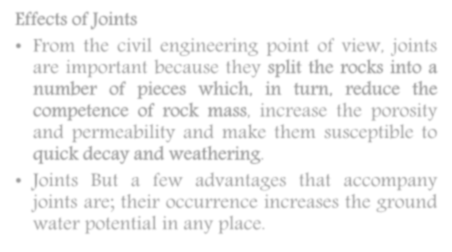 Effects of Joints
• From the civil engineering point of view, joints
are important because they split the rocks into a
number of pieces which, in turn, reduce the
competence of rock mass, increase the porosity
and permeability and make them susceptible to
quick decay and weathering.
• Joints But a few advantages that accompany
joints are; their occurrence increases the ground
water potential in any place.